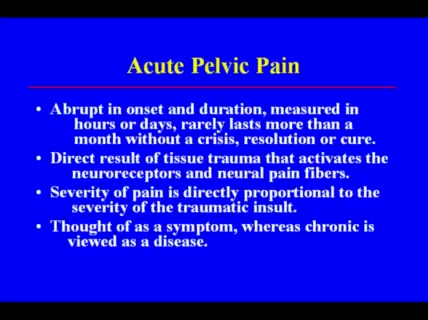 Acute Pelvic Pain
• Abrupt in onset and duration, measured in
hours or days, rarely lasts more than a
month without a crisis, resolution or cure.
• Direct result of tissue trauma that activates the
neuroreceptors and neural pain fibers.
• Severity of pain is directly proportional to the
severity of the traumatic insult.
• Thought of as a symptom, whereas chronic is
viewed as a disease.